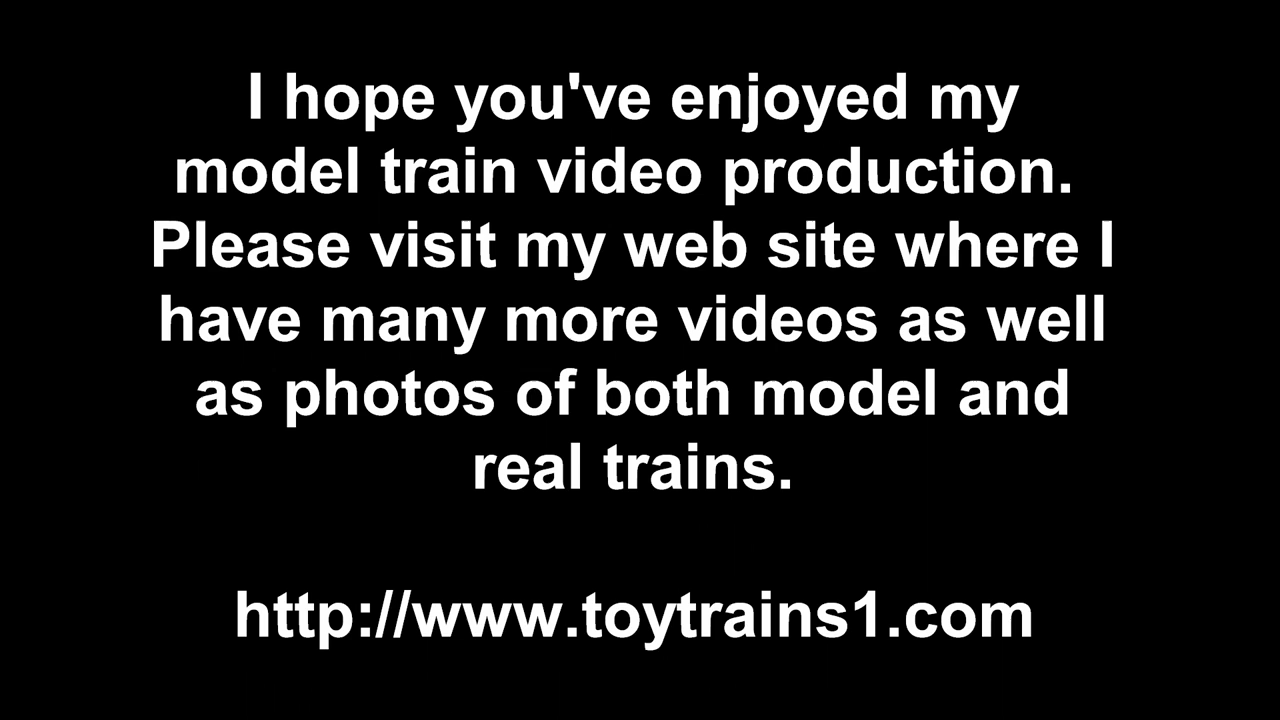 I hope you've enjoyed my
model train video production.
Please visit my web site where I
have many more videos as well
as photos of both model and
real trains.
http://www.toytrains1.com